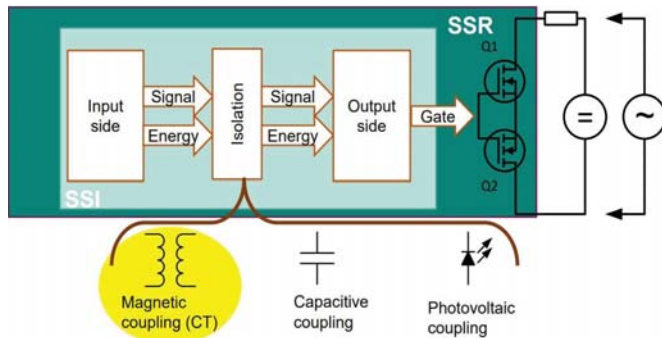 SSR
Q1
Input
side
Signal
Energy
Isolation
Signal
Energy
Output
side
Gate
Q2
SSI
=
~
Magnetic
coupling (CT)
Capacitive
coupling
Photovoltaic
coupling